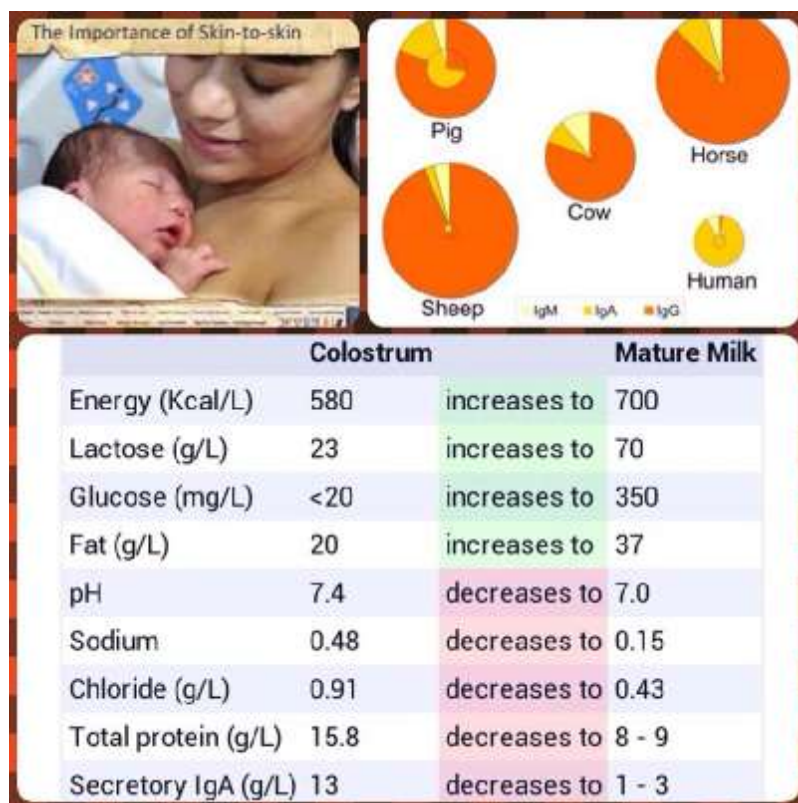 The Importance of Skin-to-skin
Pig
Horse
Cow
Sheep
Human
IgM IgA IgG
Colostrum Mature Milk
Energy (Kcal/L) 580 increases to 700
Lactose (g/L) 23 increases to 70
Glucose (mg/L) <20 increases to 350
Fat (g/L) 20 increases to 37
pH 7.4 decreases to 7.0
Sodium 0.48 decreases to 0.15
Chloride (g/L) 0.91 decreases to 0.43
Total protein (g/L) 15.8 decreases to 8 - 9
Secretory IgA (g/L) 13 decreases to 1 - 3